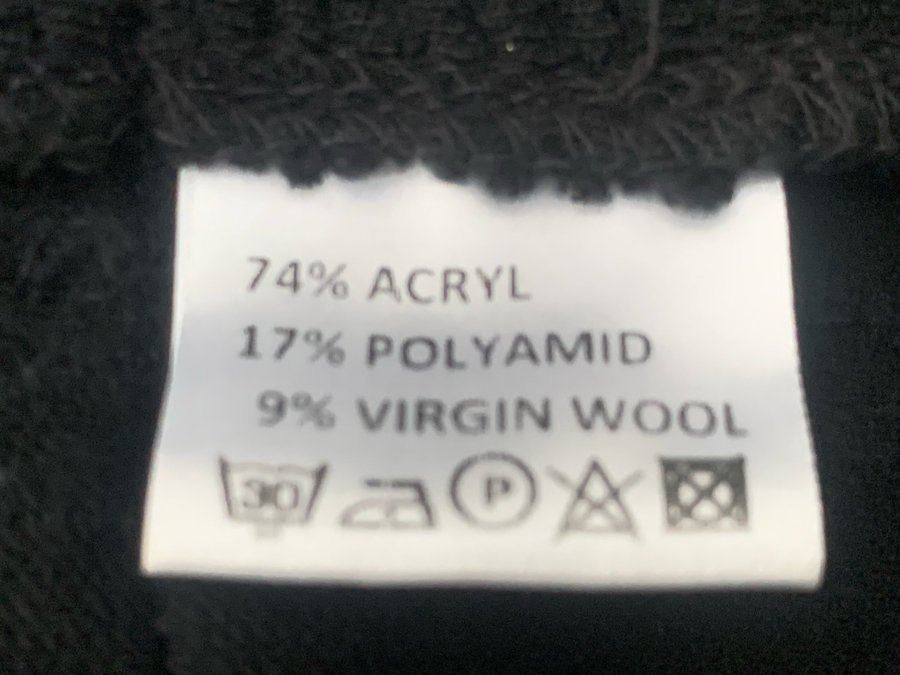 74% ACRYL
17% POLYAMID
9% VIRGIN WOOL
30 P